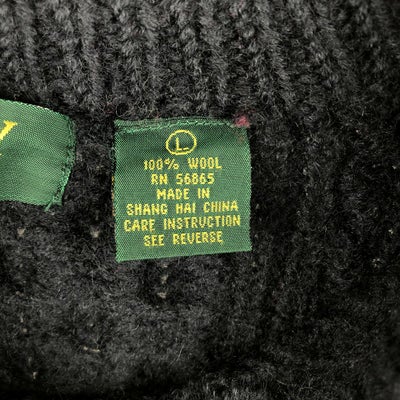 L
100% WOOL
RN 56865
MADE IN
SHANG HAI CHINA
CARE INSTRUCTION
SEE REVERSE